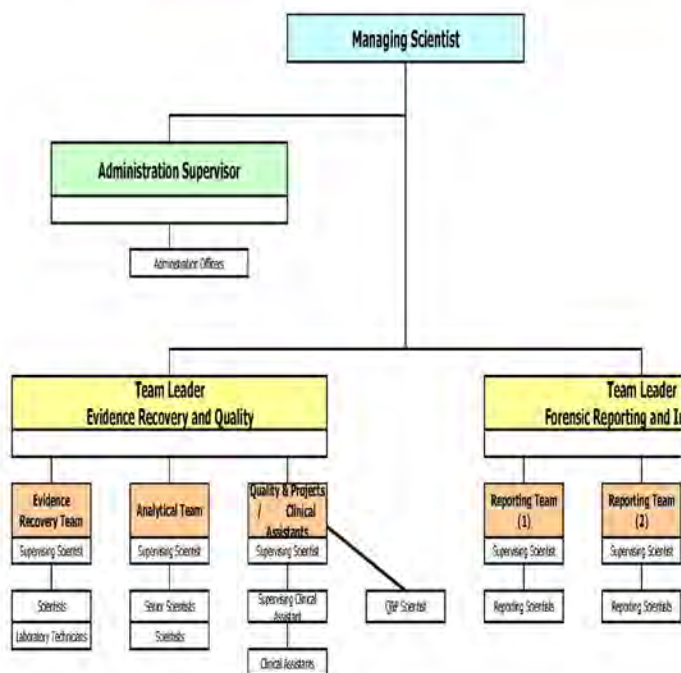 Managing Scientist
Administration Supervisor
Administration Officers
Team Leader
Evidence Recovery and Quality
Team Leader
Forensic Reporting and
Evidence
Recovery Team
Supervising Scientist
Scientists
Laboratory Technicians
Analytical Team
Supervising Scientist
Senior Scientists
Scientists
Quality & Projects
/ Clinical
Assistants
Supervising Scientist
Supervising Clinical
Assistant
Clinical Assistants
Q&P Scientist
Reporting Team
(1)
Supervising Scientist
Reporting Scientists
Reporting Team
(2)
Supervising Scientist
Reporting Scientists